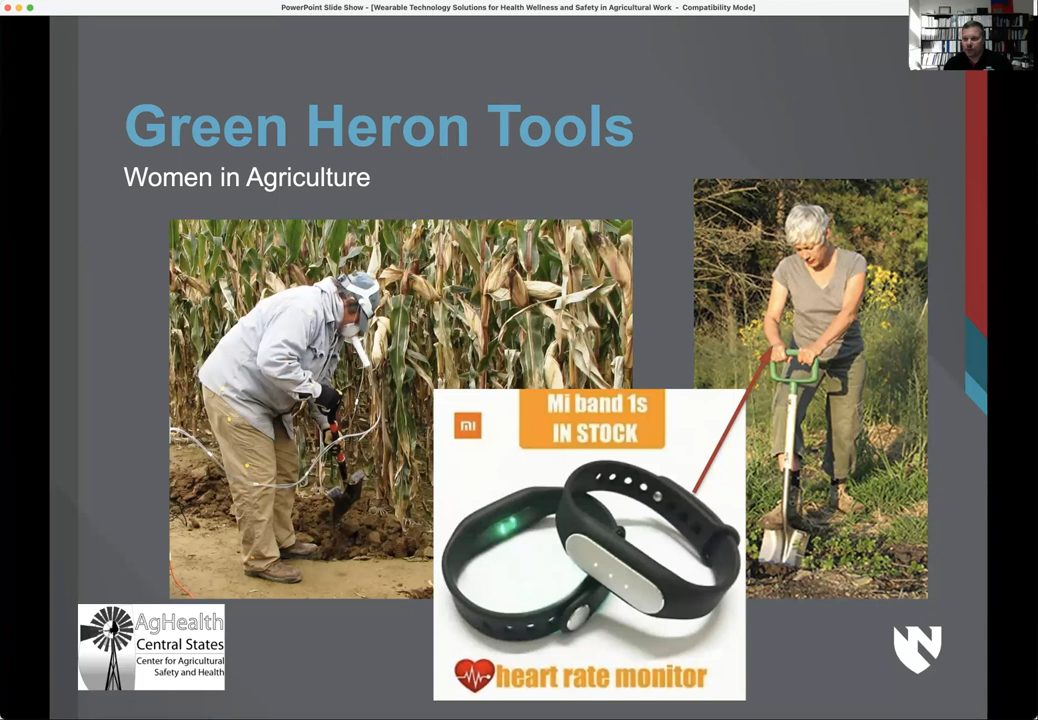 PowerPoint Slide Show - [Wearable Technology Solutions for Health Wellness and Safety in Agricultural Work - Compatibility Mode]
Green Heron Tools
Women in Agriculture
Mi band 1s
IN STOCK
mi
heart rate monitor
AgHealth
Central States
Center for Agricultural
Safety and Health
N